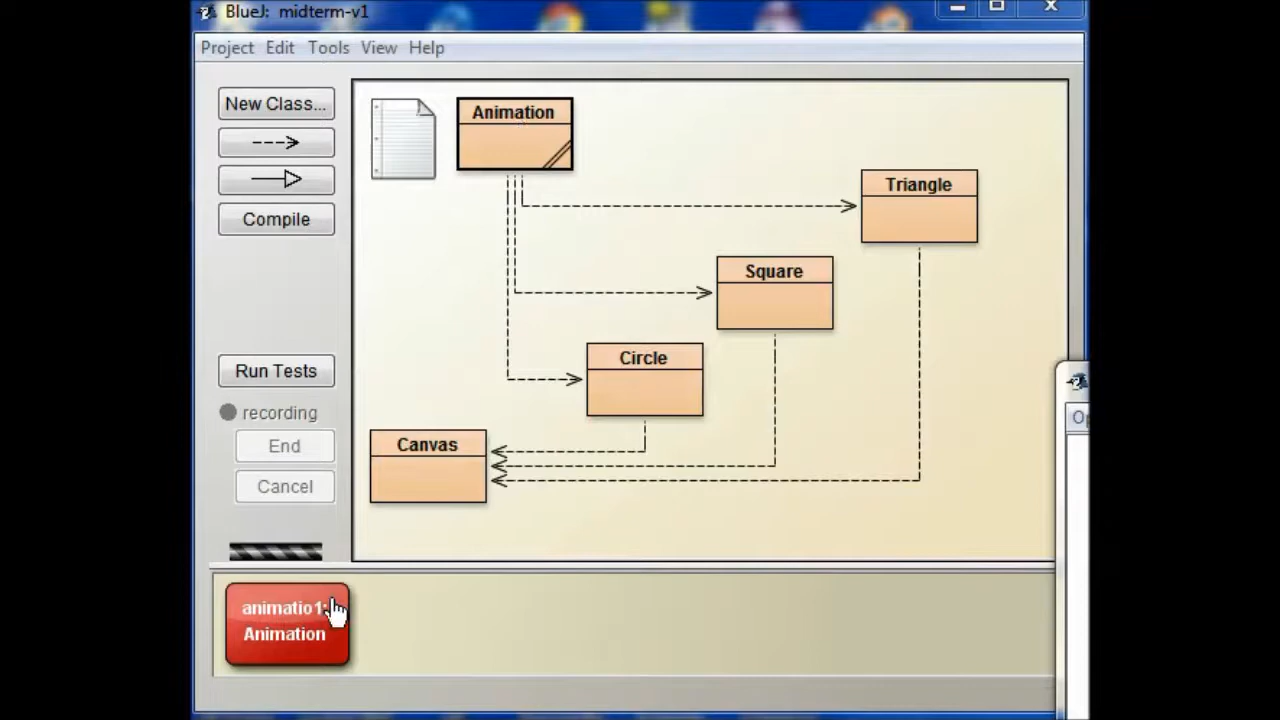 BlueJ: midterm-v1
Project Edit Tools View Help
New Class...
Compile
Run Tests
recording
End
Cancel
Animation
Triangle
Square
Circle
Canvas
animatio1:
Animation